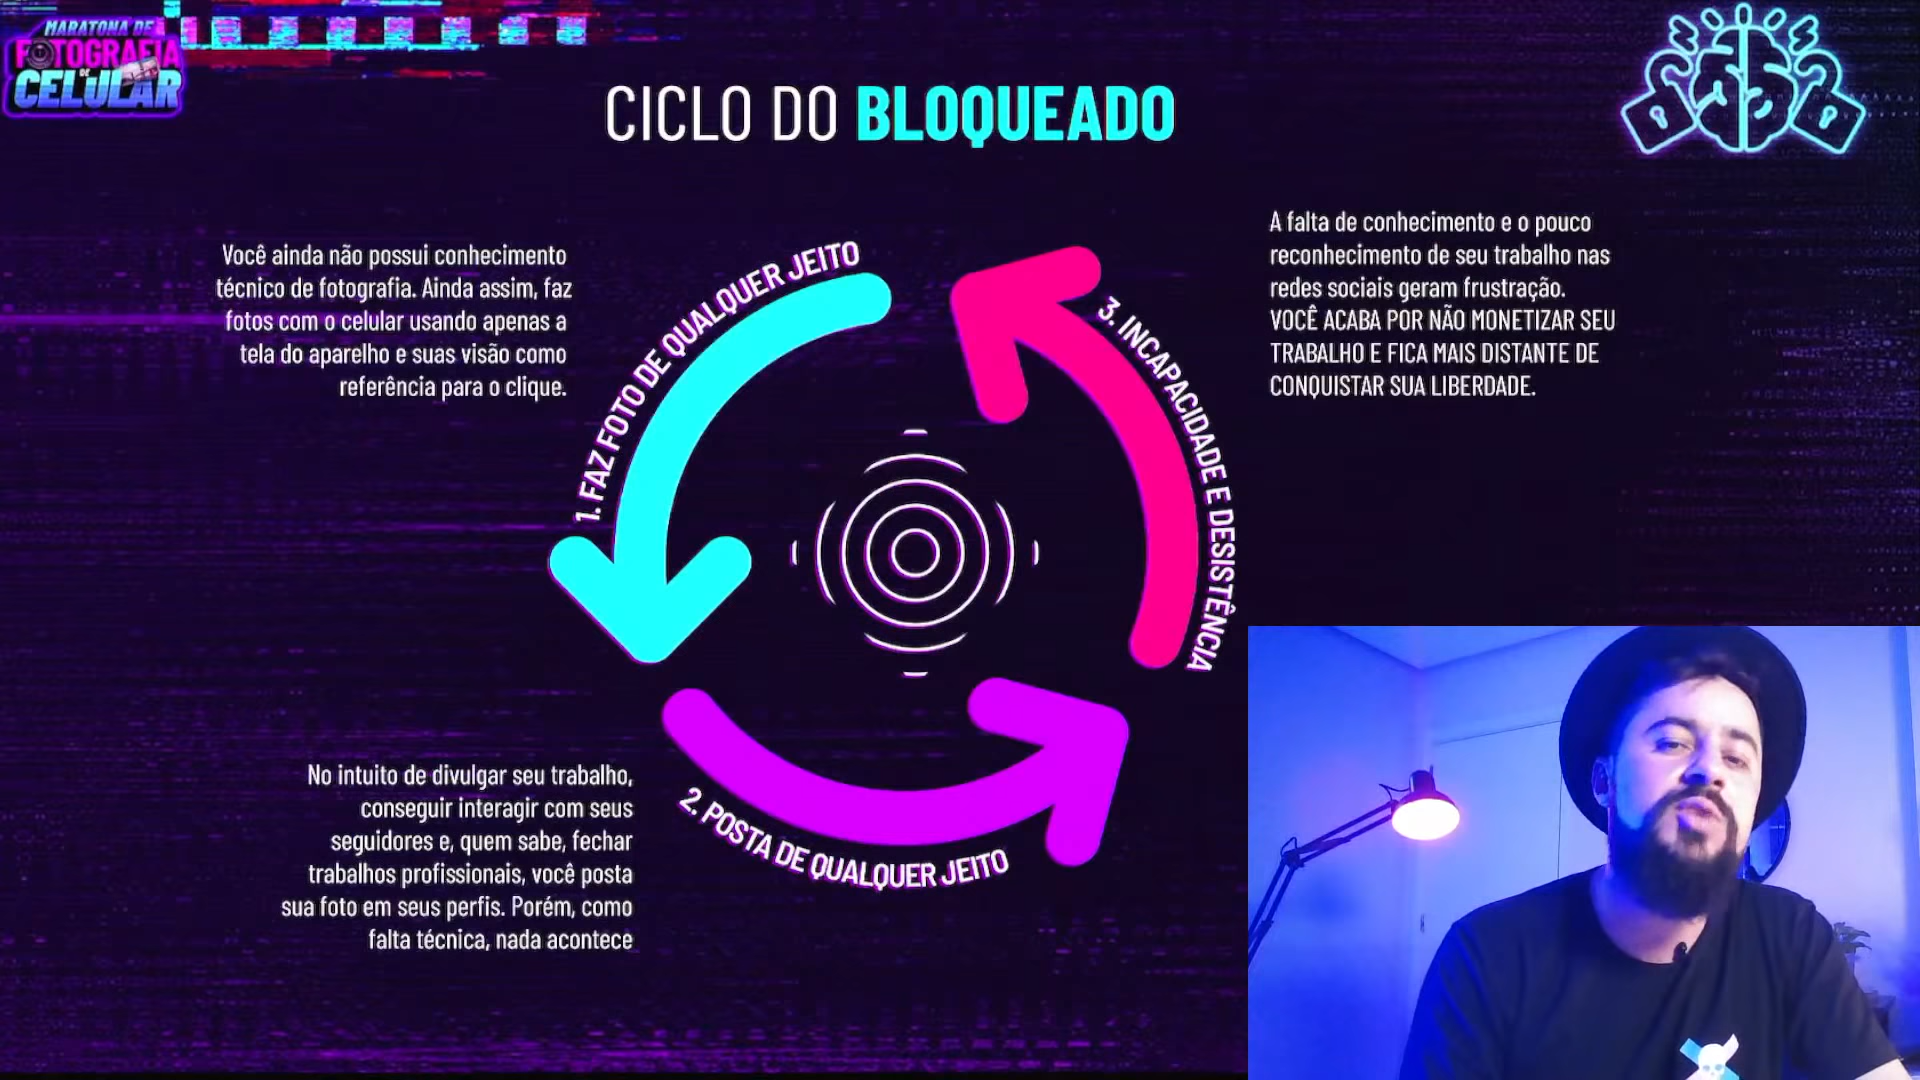 MARATONA DE
FOTOGRAFIA
DE
CELULAR
CICLO DO BLOQUEADO
Você ainda não possui conhecimento
técnico de fotografia. Ainda assim, faz
fotos com o celular usando apenas a
tela do aparelho e suas visão como
referência para o clique.
1. FAZ FOTO DE QUALQUER JEITO
No intuito de divulgar seu trabalho,
conseguir interagir com seus
seguidores e, quem sabe, fechar
trabalhos profissionais, você posta
sua foto em seus perfis. Porém, como
falta técnica, nada acontece
2. POSTA DE QUALQUER JEITO
3. INCAPACIDADE E DESISTÊNCIA
A falta de conhecimento e o pouco
reconhecimento de seu trabalho nas
redes sociais geram frustração.
VOCÊ ACABA POR NÃO MONETIZAR SEU
TRABALHO E FICA MAIS DISTANTE DE
CONQUISTAR SUA LIBERDADE.